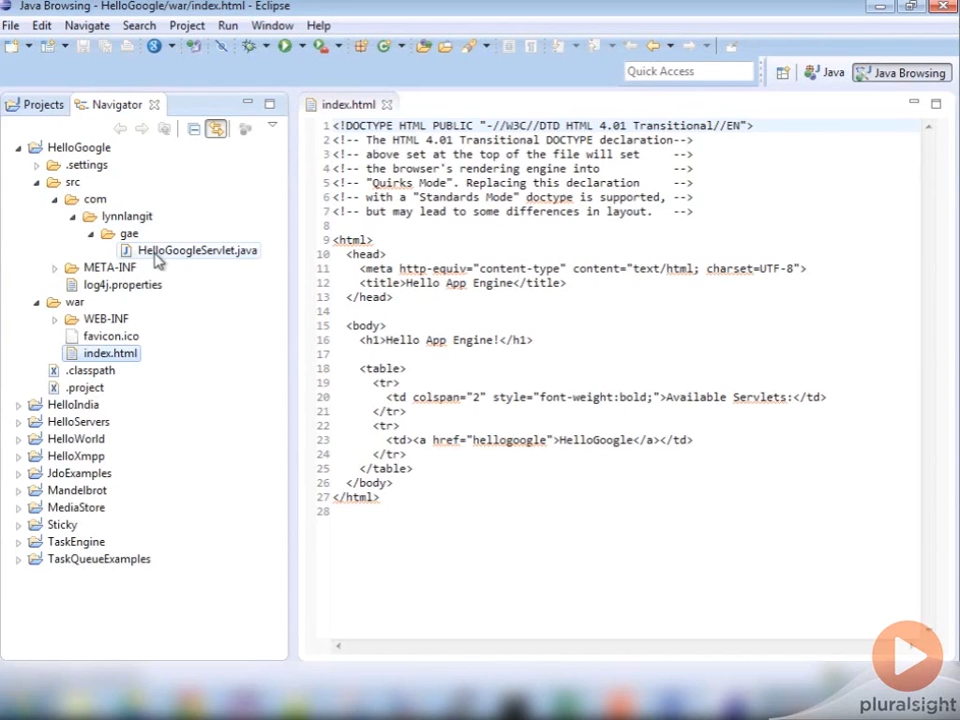 Java Browsing - HelloGoogle/war/index.html - Eclipse
File Edit Navigate Search Project Run Window Help
Quick Access
Java
Java Browsing
Projects
Navigator
HelloGoogle
.settings
src
com
lynnlangit
gae
HelloGoogleServlet.java
META-INF
log4j.properties
war
WEB-INF
favicon.ico
index.html
.classpath
.project
HelloIndia
HelloServers
HelloWorld
HelloXmpp
JdoExamples
Mandelbrot
MediaStore
Sticky
TaskEngine
TaskQueueExamples
index.html
1 <!DOCTYPE HTML PUBLIC "-//W3C//DTD HTML 4.01 Transitional//EN">
2 <!-- The HTML 4.01 Transitional DOCTYPE declaration-->
3 <!-- above set at the top of the file will set -->
4 <!-- the browser's rendering engine into -->
5 <!-- "Quirks Mode". Replacing this declaration -->
6 <!-- with a "Standards Mode" doctype is supported, -->
7 <!-- but may lead to some differences in layout. -->
8
9 <html>
10 <head>
11 <meta http-equiv="content-type" content="text/html; charset=UTF-8">
12 <title>Hello App Engine</title>
13 </head>
14
15 <body>
16 <h1>Hello App Engine!</h1>
17
18 <table>
19 <tr>
20 <td colspan="2" style="font-weight:bold;">Available Servlets:</td>
21 </tr>
22 <tr>
23 <td><a href="hellogoogle">HelloGoogle</a></td>
24 </tr>
25 </table>
26 </body>
27 </html>
28
pluralsight